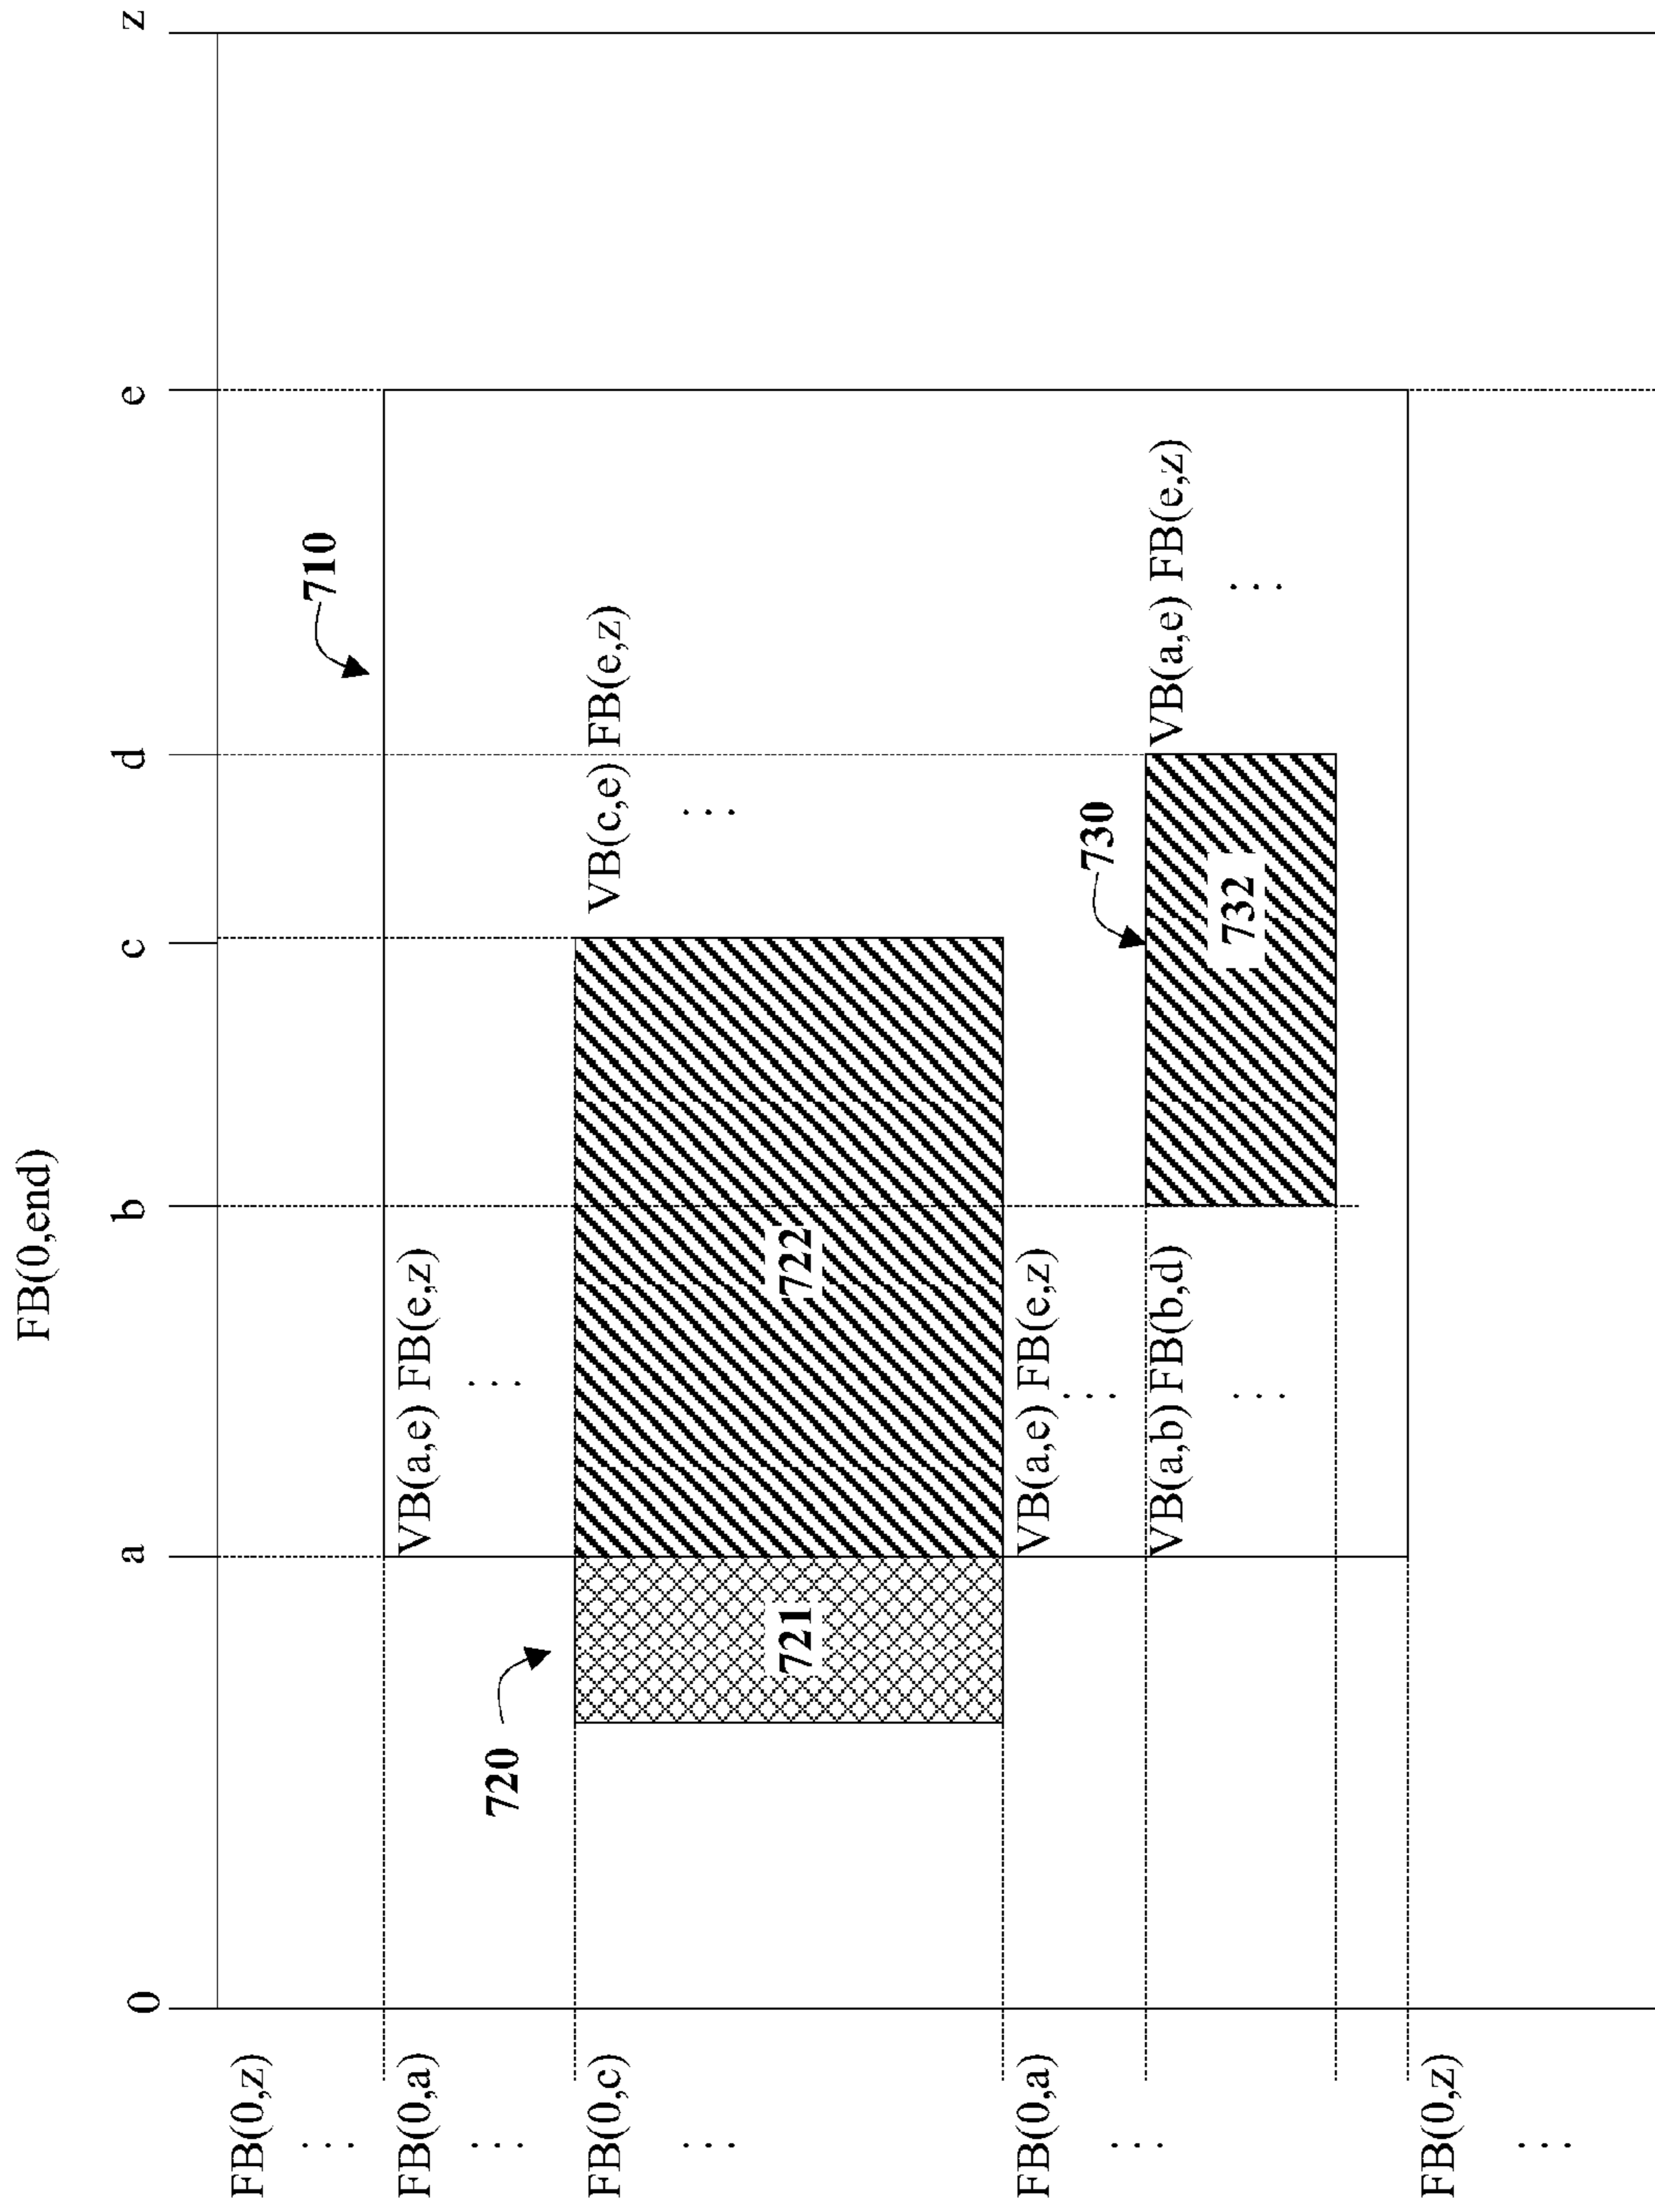 FB(0,end)
0 a b c d e z
FB(0,z)
⋮
710
FB(0,a) VB(a,e) FB(e,z)
⋮ ⋮
720
FB(0,c) VB(c,e) FB(e,z)
⋮ ⋮
721 722
FB(0,a) VB(a,e) FB(e,z)
⋮ ⋮
730
VB(a,b) FB(b,d) VB(a,e) FB(e,z)
⋮ ⋮
732
FB(0,z)
⋮